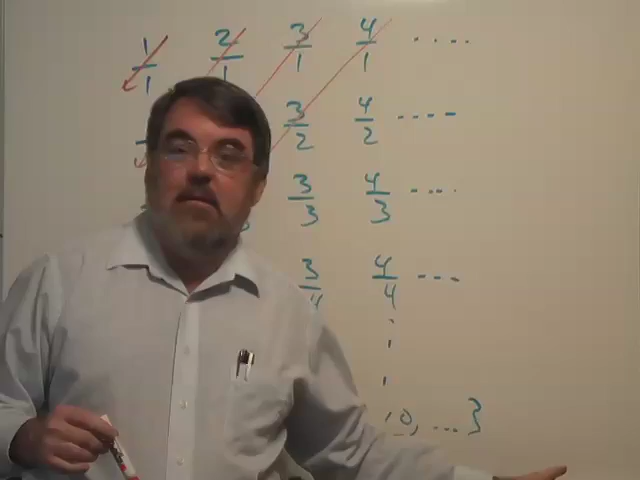 1/1 2/1 3/1 4/1 .....
3/2 4/2 ----
3/3 4/3 ....
3/4 4/4 ---
10, ...}